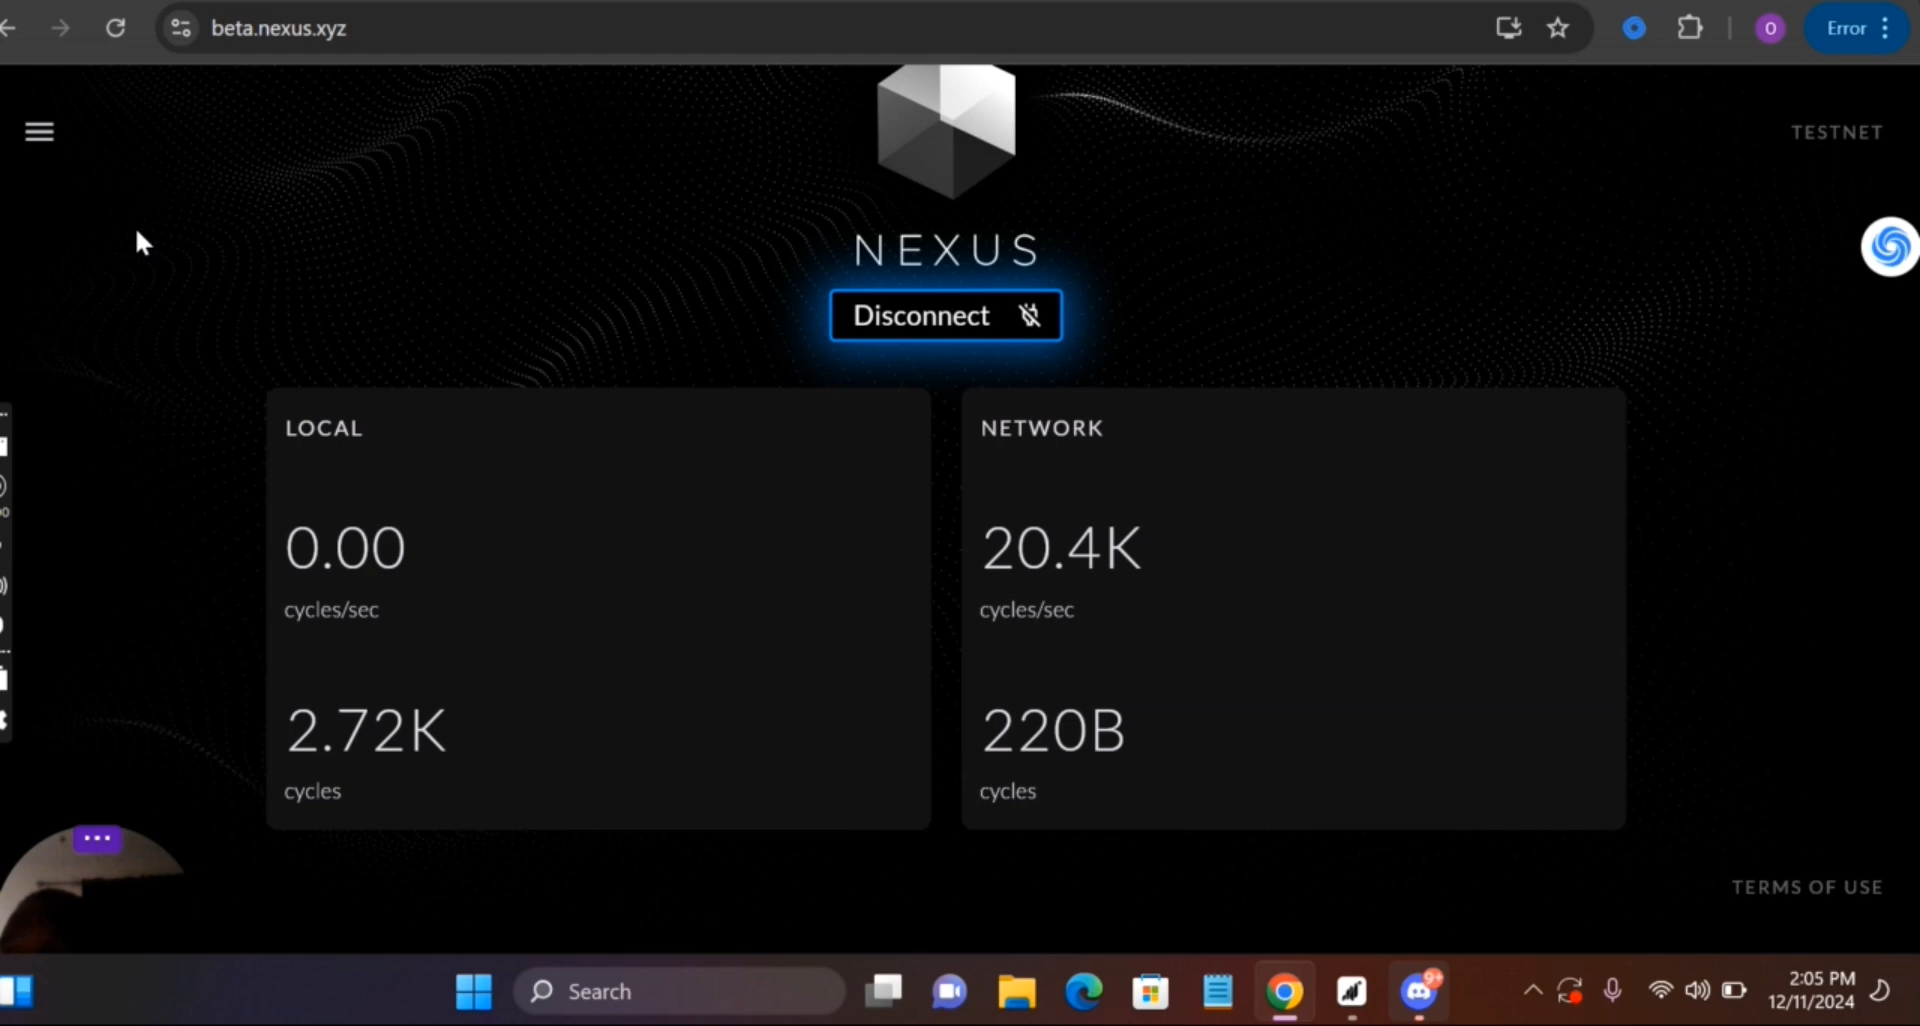 beta.nexus.xyz
O
Error
TESTNET
NEXUS
Disconnect
LOCAL
0.00
cycles/sec
2.72K
cycles
NETWORK
20.4K
cycles/sec
220B
cycles
TERMS OF USE
Search
9+
2:05 PM
12/11/2024